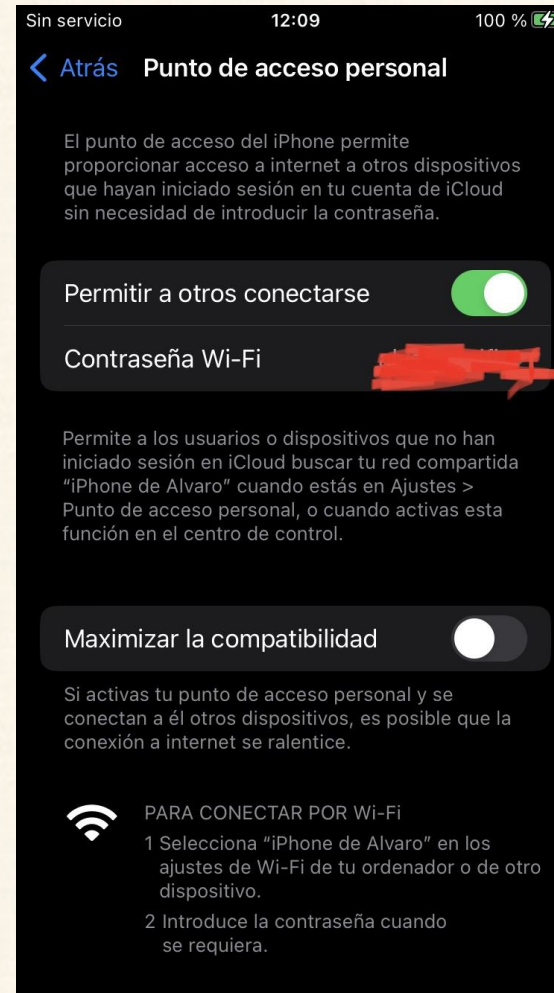 Sin servicio 12:09 100 %
Atrás Punto de acceso personal
El punto de acceso del iPhone permite
proporcionar acceso a internet a otros dispositivos
que hayan iniciado sesión en tu cuenta de iCloud
sin necesidad de introducir la contraseña.
Permitir a otros conectarse
Contraseña Wi-Fi
Permite a los usuarios o dispositivos que no han
iniciado sesión en iCloud buscar tu red compartida
“iPhone de Alvaro” cuando estás en Ajustes >
Punto de acceso personal, o cuando activas esta
función en el centro de control.
Maximizar la compatibilidad
Si activas tu punto de acceso personal y se
conectan a él otros dispositivos, es posible que la
conexión a internet se ralentice.
PARA CONECTAR POR Wi-Fi
1 Selecciona “iPhone de Alvaro” en los
ajustes de Wi-Fi de tu ordenador o de otro
dispositivo.
2 Introduce la contraseña cuando
se requiera.